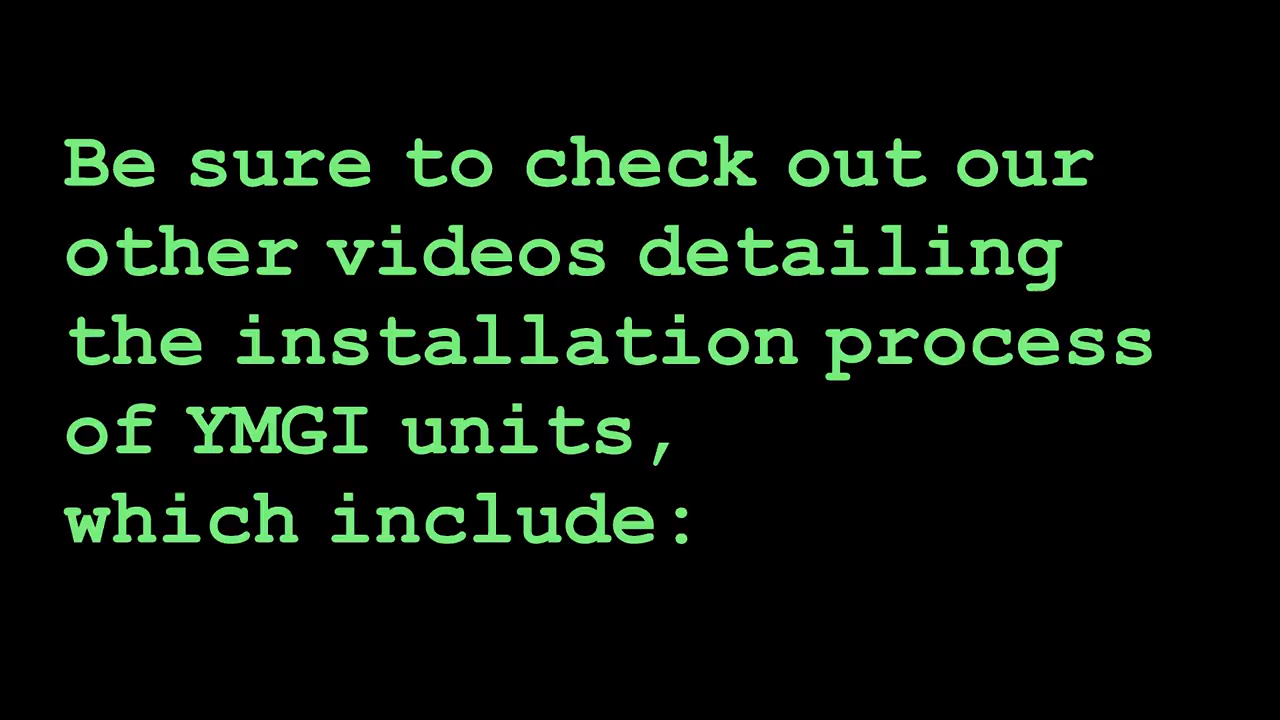 Be sure to check out our
other videos detailing
the installation process
of YMGI units,
which include: